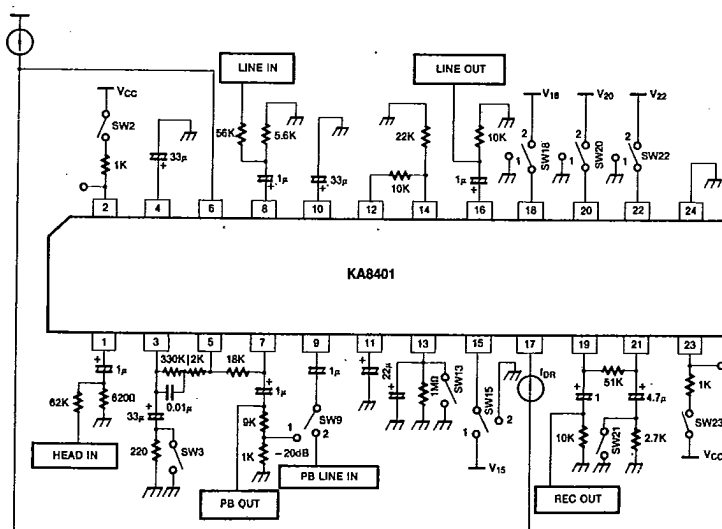 LINE IN
LINE OUT
VCC
V18
V20
V22
SW2
1K
33μ
56K
5.6K
1μ
33μ
22K
10K
10K
1μ
2
SW18
1
2
SW20
1
2
SW22
1
2
4
6
8
10
12
14
16
18
20
22
24
KA8401
1
3
5
7
9
11
13
15
17
19
21
23
1μ
62K
620Ω
HEAD IN
330K
2K
0.01μ
33μ
220
SW3
18K
1μ
9K
1K
-20dB
PB OUT
1μ
SW9
1
2
PB LINE IN
22μ
1MΩ
SW13
SW15
1
2
V15
IDR
51K
1
4.7μ
10K
SW21
2.7K
REC OUT
1K
SW23
VCC